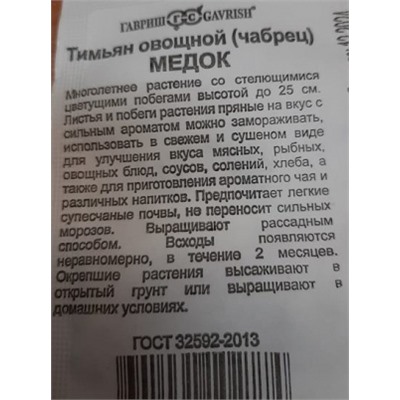 ГАВРИШ Г-С GAVRISH®
Тимьян овощной (чабрец)
МЕДОК
Многолетнее растение со стелющимися
цветущими побегами высотой до 25 см.
Листья и побеги растения пряные на вкус с
сильным ароматом можно замораживать,
использовать в свежем и сушеном виде
для улучшения вкуса мясных, рыбных,
овощных блюд, соусов, солений, хлеба, а
также для приготовления ароматного чая и
различных напитков. Предпочитает легкие
супесчаные почвы, не переносит сильных
морозов. Выращивают рассадным
способом. Всходы появляются
неравномерно, в течение 2 месяцев.
Окрепшие растения высаживают в
открытый грунт или выращивают в
домашних условиях.
ГОСТ 32592-2013
12.2024